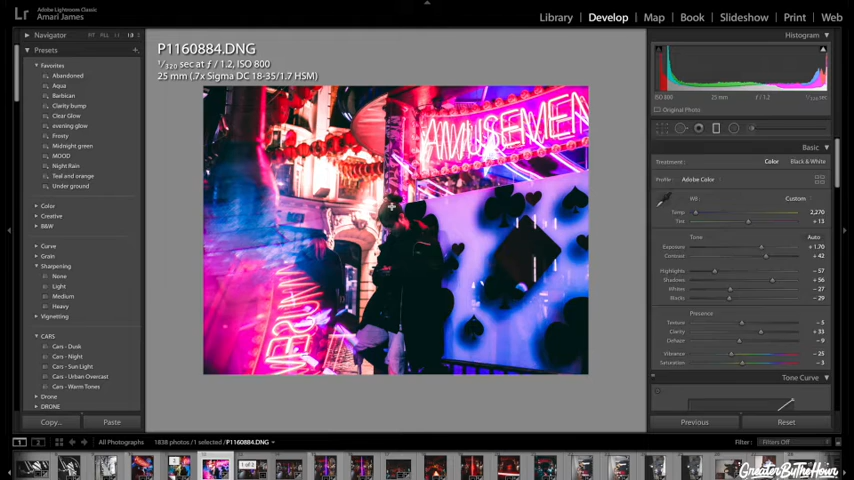 Lr
Adobe Lightroom Classic
Amari James
Library | Develop | Map | Book | Slideshow | Print | Web
Navigator
Presets
Favorites
Abandoned
Aqua
Barbican
Clarity bump
Clear Glow
evening glow
Frosty
Midnight green
MOOD
Night Rain
Teal and orange
Under ground
Color
Creative
B&W
Curve
Grain
Sharpening
None
Light
Medium
Heavy
Vignetting
CARS
Cars - Dusk
Cars - Night
Cars - Sun Light
Cars - Urban Overcast
Cars - Warm Tones
Drone
DRONE
Copy...
Paste
P1160884.DNG
1/320 sec at ƒ / 1.2, ISO 800
25 mm (.7x Sigma DC 18-35/1.7 HSM)
AMUSEMEN
Histogram
ISO 800
25 mm
ƒ / 1.2
Original Photo
Basic
Treatment: Color Black & White
Profile: Adobe Color
WB: Custom
Temp 2,270
Tint + 13
Tone Auto
Exposure + 1.70
Contrast + 42
Highlights − 57
Shadows + 56
Whites − 27
Blacks − 29
Presence
Texture − 5
Clarity + 33
Dehaze − 9
Vibrance − 25
Saturation − 3
Tone Curve
Previous
Reset
1 2 All Photographs 1838 photos / 1 selected / P1160884.DNG
Filter : Filters Off
2
1 of 2
GreaterByTheHour